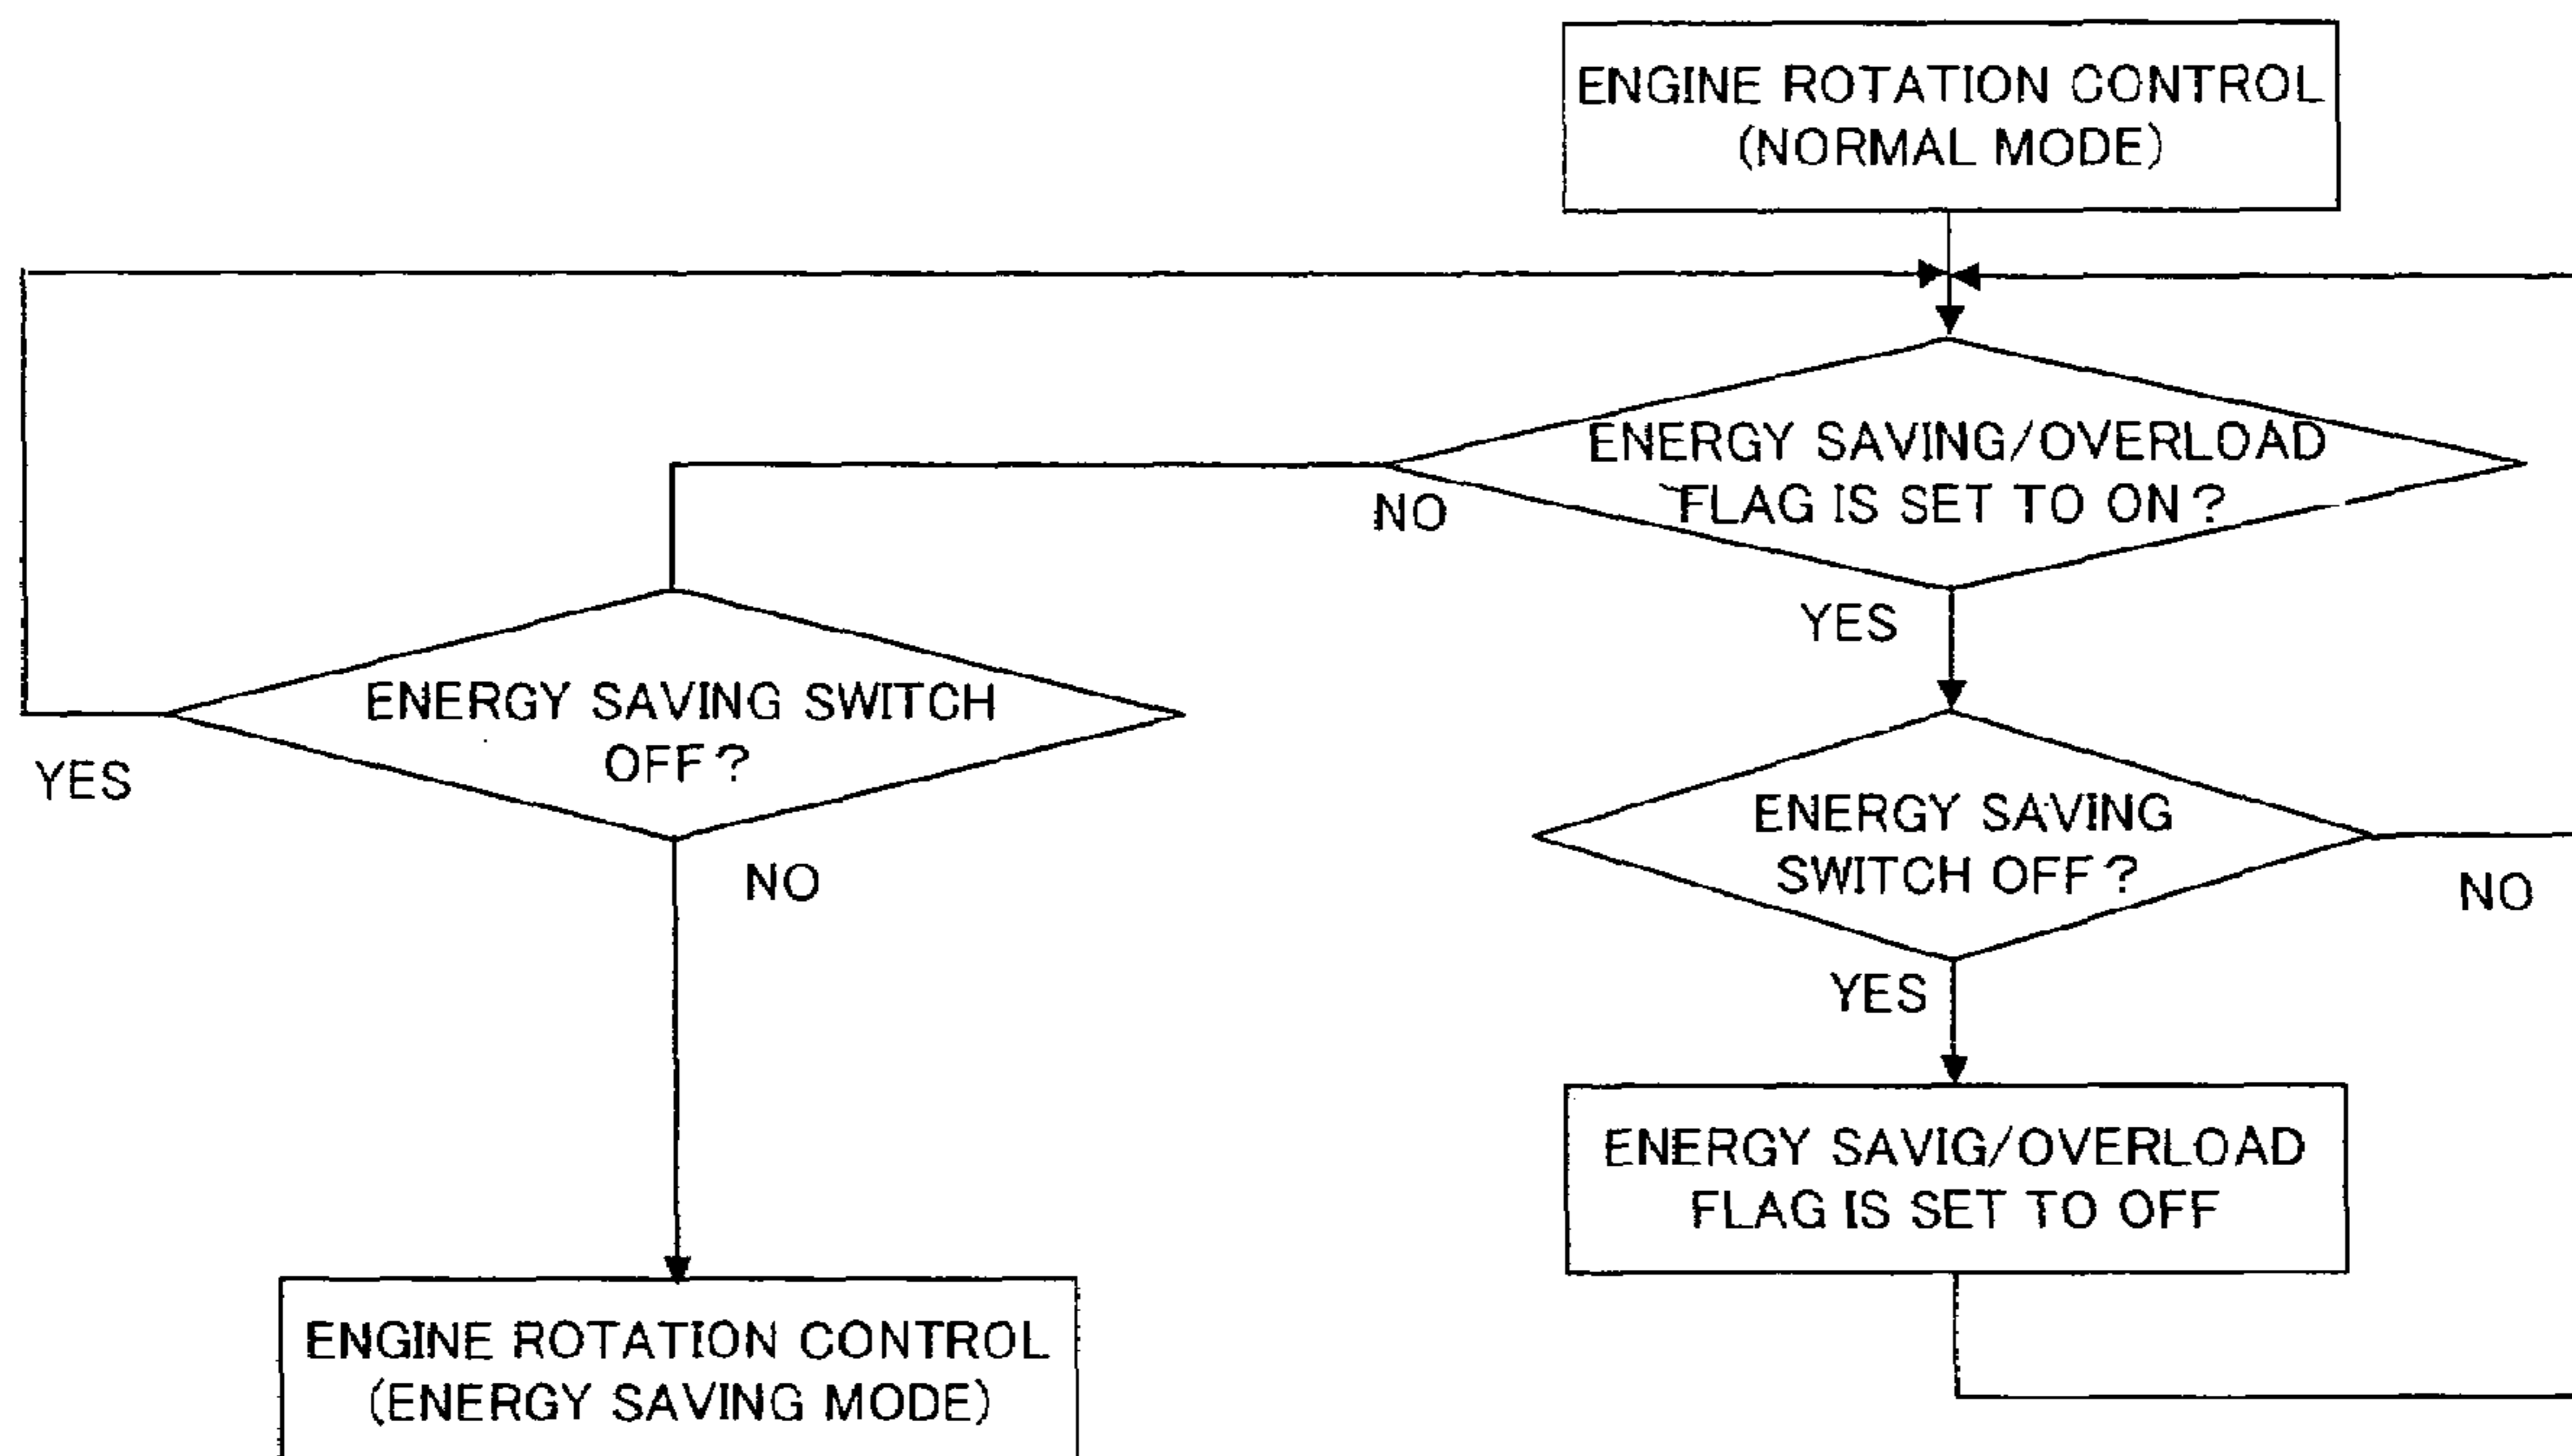 ENGINE ROTATION CONTROL
(NORMAL MODE)
ENERGY SAVING/OVERLOAD
FLAG IS SET TO ON?
NO
YES
ENERGY SAVING SWITCH
OFF?
YES
NO
ENERGY SAVING
SWITCH OFF?
NO
YES
ENERGY SAVIG/OVERLOAD
FLAG IS SET TO OFF
ENGINE ROTATION CONTROL
(ENERGY SAVING MODE)